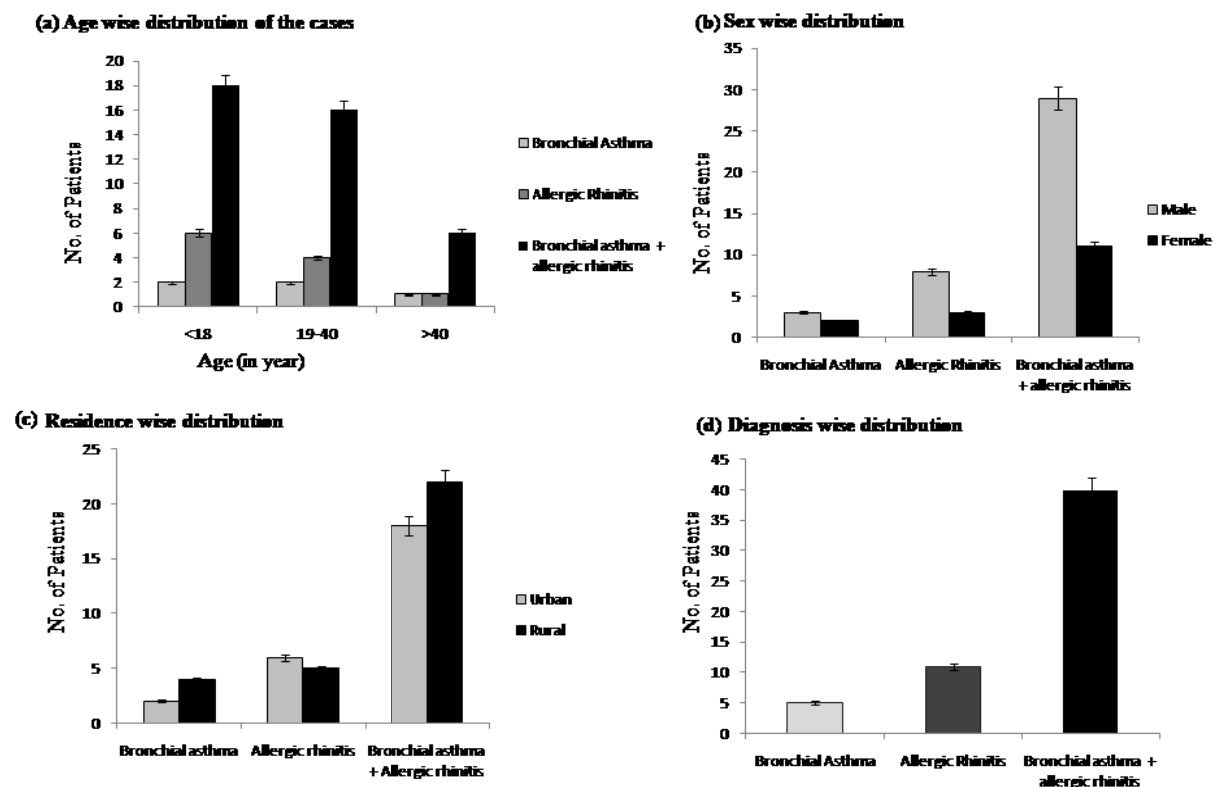 (a) Age wise distribution of the cases
20
18
16
14
12
10
8
6
4
2
0
No. of Patients
<18
19-40
>40
Age (in year)
Bronchial Asthma
Allergic Rhinitis
Bronchial asthma +
allergic rhinitis
(b) Sex wise distribution
35
30
25
20
15
10
5
0
No. of Patients
Bronchial Asthma
Allergic Rhinitis
Bronchial asthma
+ allergic rhinitis
Male
Female
(c) Residence wise distribution
25
20
15
10
5
0
No. of Patients
Bronchial asthma
Allergic rhinitis
Bronchial asthma
+ Allergic rhinitis
Urban
Rural
(d) Diagnosis wise distribution
45
40
35
30
25
20
15
10
5
0
No. of Patients
Bronchial Asthma
Allergic Rhinitis
Bronchial asthma +
allergic rhinitis